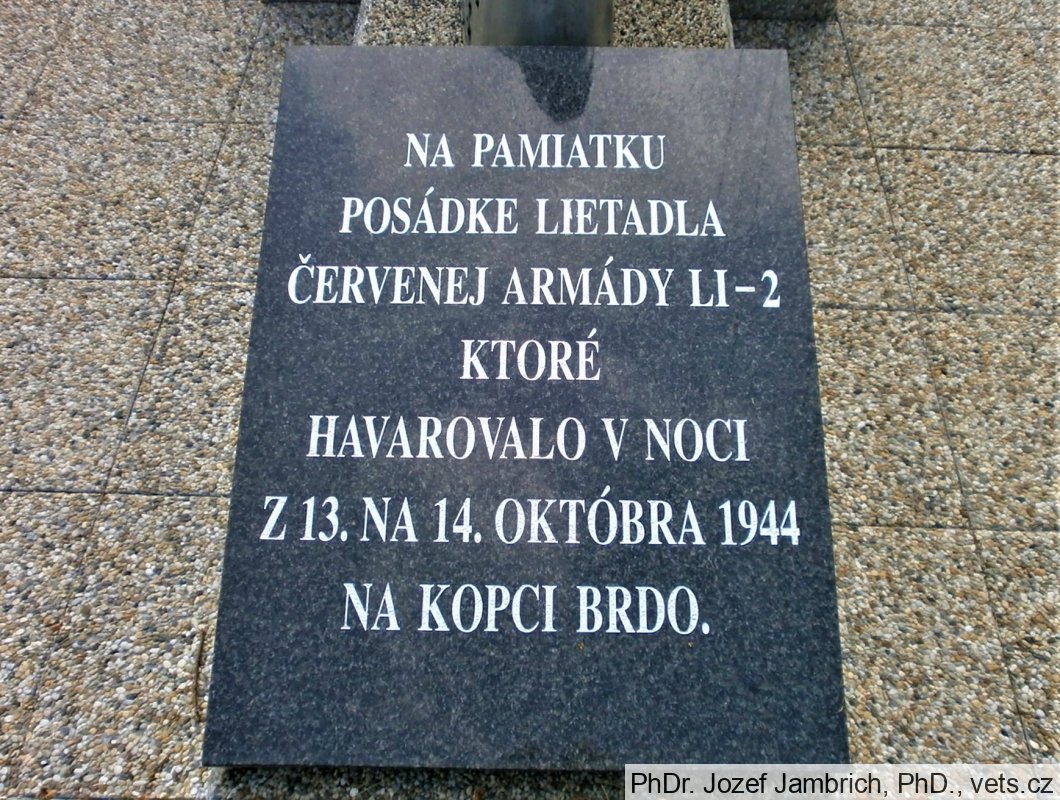 NA PAMIATKU
POSÁDKE LIETADLA
ČERVENEJ ARMÁDY LI-2
KTORÉ
HAVAROVALO V NOCI
Z 13. NA 14. OKTÓBRA 1944
NA KOPCI BRDO.
PhDr. Jozef Jambrich, PhD., vets.cz